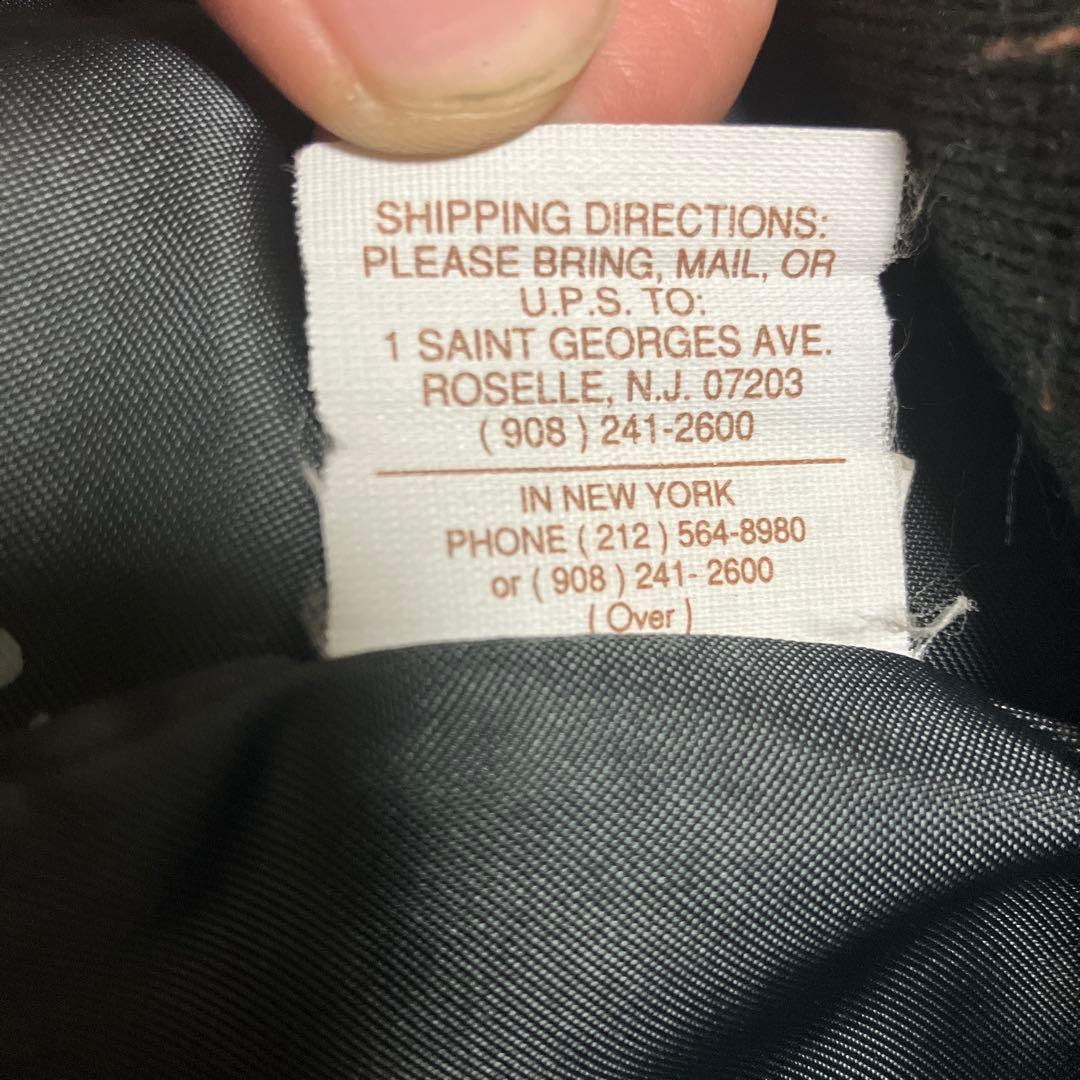 SHIPPING DIRECTIONS:
PLEASE BRING, MAIL, OR
U.P.S. TO:
1 SAINT GEORGES AVE.
ROSELLE, N.J. 07203
( 908 ) 241-2600
IN NEW YORK
PHONE ( 212 ) 564-8980
or ( 908 ) 241- 2600
( Over )